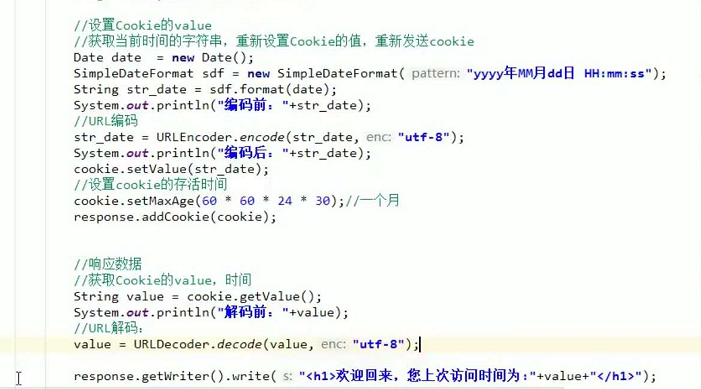 //设置Cookie的value
//获取当前时间的字符串，重新设置Cookie的值，重新发送cookie
Date date  = new Date();
SimpleDateFormat sdf = new SimpleDateFormat( pattern: "yyyy年MM月dd日 HH:mm:ss");
String str_date = sdf.format(date);
System.out.println("编码前："+str_date);
//URL编码
str_date = URLEncoder.encode(str_date, enc: "utf-8");
System.out.println("编码后："+str_date);
cookie.setValue(str_date);
//设置cookie的存活时间
cookie.setMaxAge(60 * 60 * 24 * 30);//一个月
response.addCookie(cookie);
//响应数据
//获取Cookie的value，时间
String value = cookie.getValue();
System.out.println("解码前："+value);
//URL解码：
value = URLDecoder.decode(value, enc: "utf-8");
response.getWriter().write( s: "<h1>欢迎回来，您上次访问时间为:"+value+"</h1>");